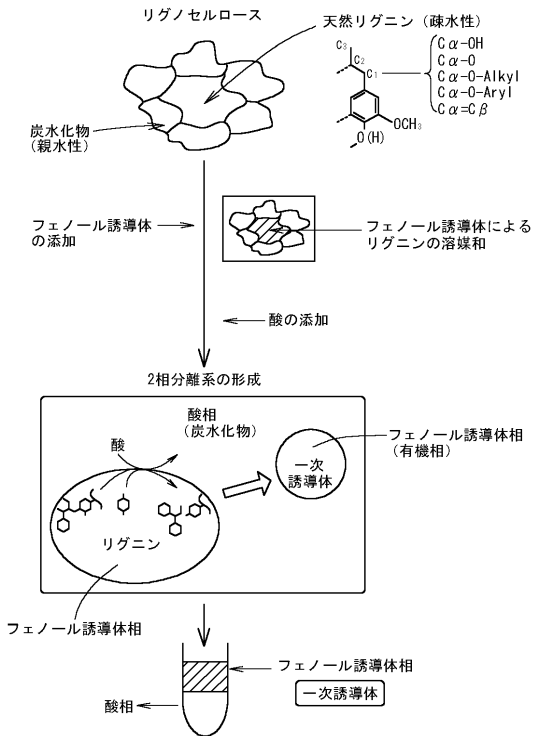 リグノセルロース
天然リグニン（疎水性）
炭水化物
（親水性）
C3
C2
C1
OCH3
O(H)
Cα-OH
Cα-O
Cα-O-Alkyl
Cα-O-Aryl
Cα=Cβ
フェノール誘導体
の添加
フェノール誘導体による
リグニンの溶媒和
酸の添加
2相分離系の形成
酸相
（炭水化物）
酸
リグニン
一次
誘導体
フェノール誘導体相
（有機相）
フェノール誘導体相
フェノール誘導体相
一次誘導体
酸相